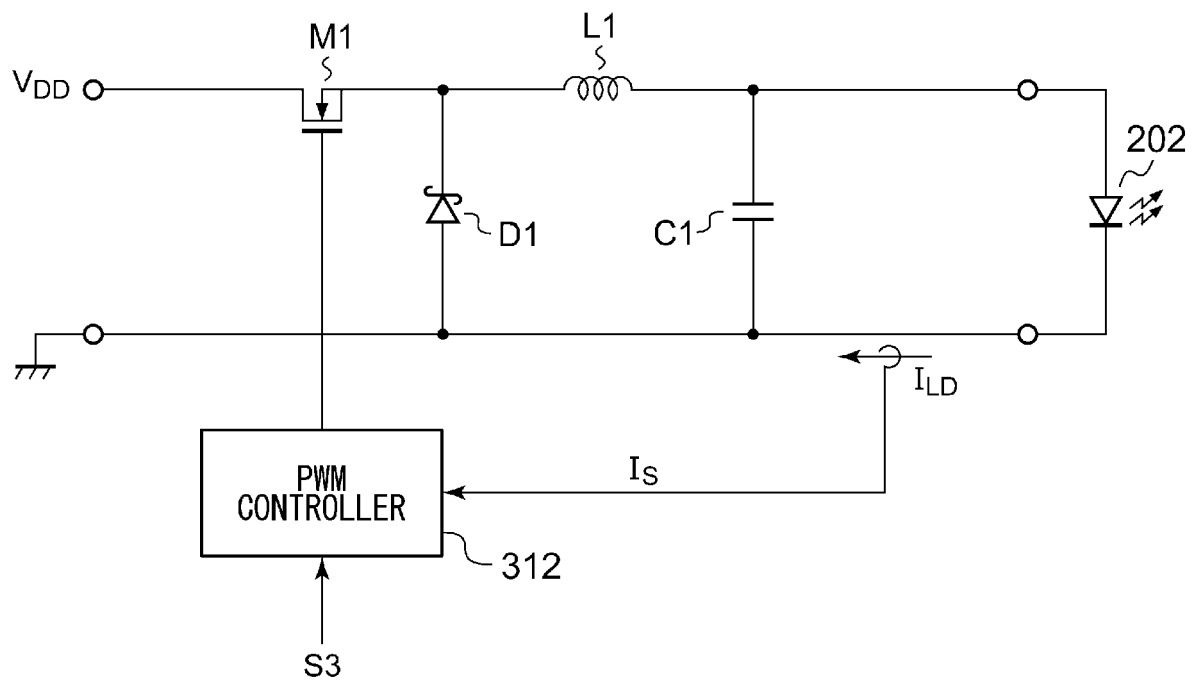 M1
L1
VDD
202
D1
C1
ILD
PWM
CONTROLLER
IS
312
S3